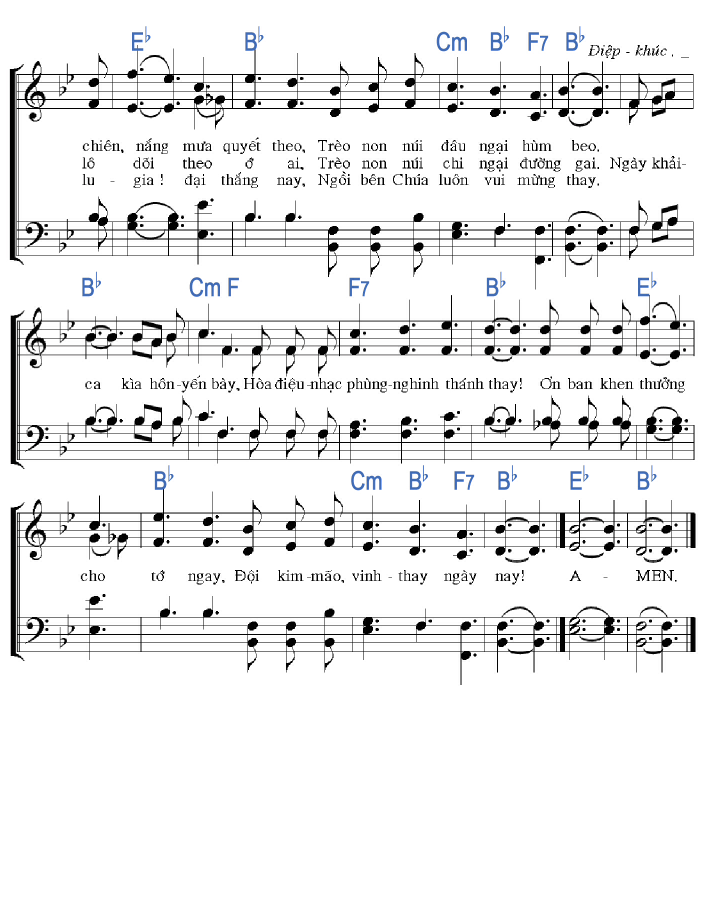 E♭ B♭ Cm B♭ F7 B♭ Điệp - khúc . _
chiên, nắng mưa quyết theo, Trèo non núi đâu ngại hùm beo.
lô dõi theo ớ ai, Trèo non núi chi ngại đường gai. Ngày khải-
lu - gia ! đại thắng nay, Ngồi bên Chúa luôn vui mừng thay.
B♭ Cm F F7 B♭ E♭
ca kìa hôn-yến bày, Hòa điệu-nhạc phùng-nghinh thánh thay! Ơn ban khen thưởng
B♭ Cm B♭ F7 B♭ E♭ B♭
cho tớ ngay, Đội kim-mão, vinh-thay ngày nay! A - MEN.